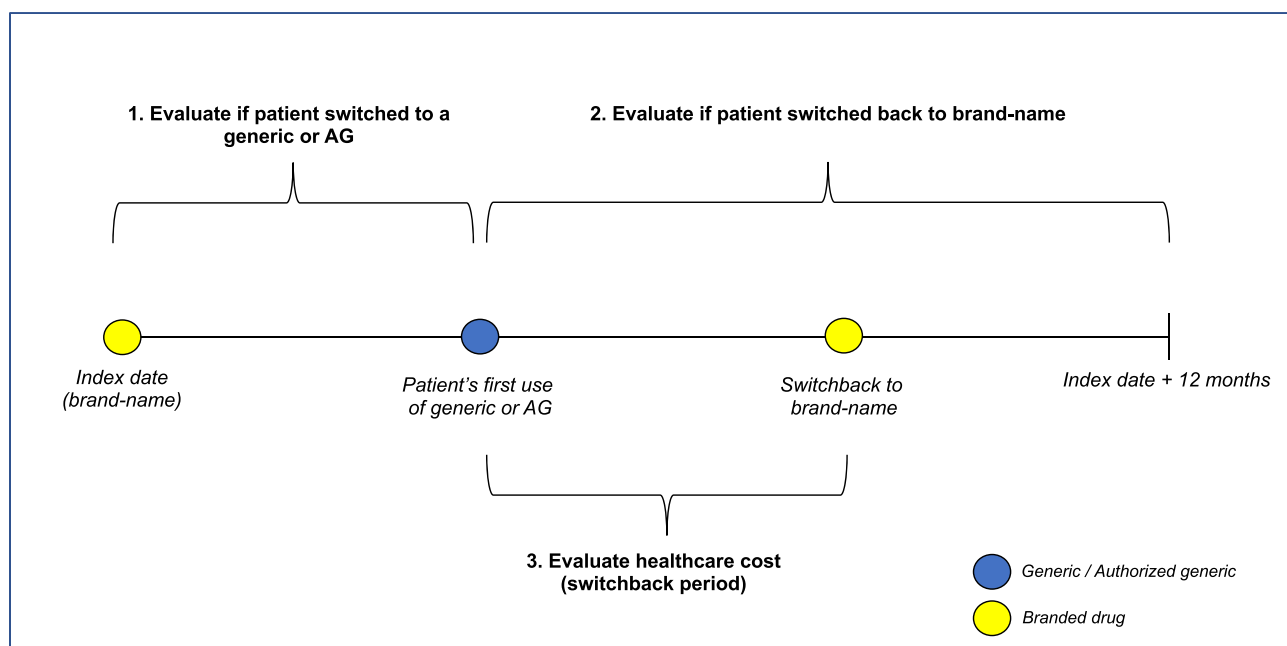 1. Evaluate if patient switched to a
generic or AG
2. Evaluate if patient switched back to brand-name
Index date
(brand-name)
Patient’s first use
of generic or AG
Switchback to
brand-name
Index date + 12 months
3. Evaluate healthcare cost
(switchback period)
Generic / Authorized generic
Branded drug